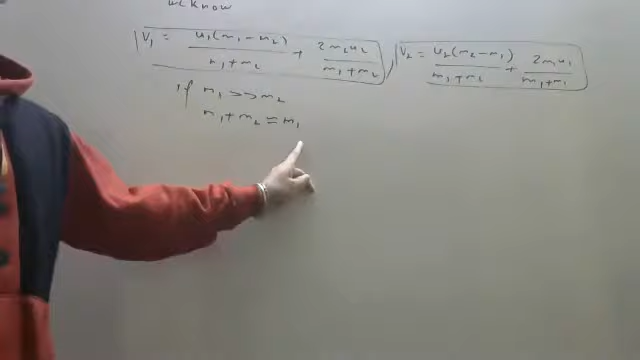 we know
V₁ = u₁(m₁-m₂)/m₁+m₂ + 2m₂u₂/m₁+m₂ , V₂ = u₂(m₂-m₁)/m₁+m₂ + 2m₁u₁/m₁+m₁
if m₁ >> m₂
m₁+m₂ = m₁